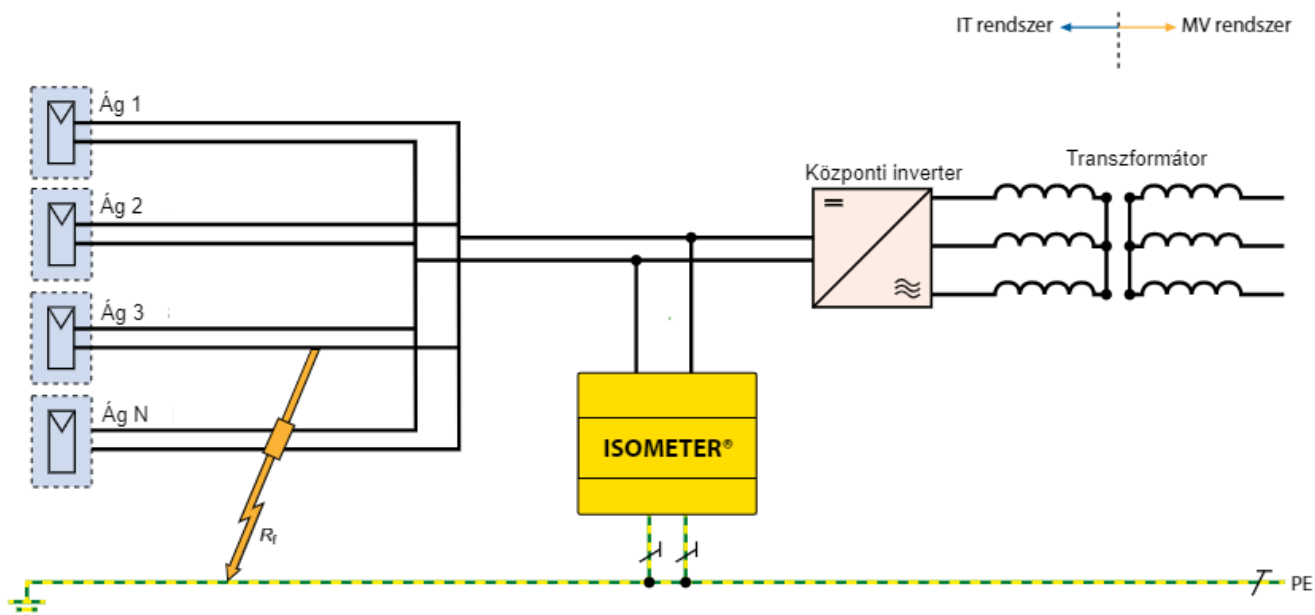 IT rendszer
MV rendszer
Ág 1
Ág 2
Ág 3
Ág N
Központi inverter
Transzformátor
ISOMETER®
Rf
PE